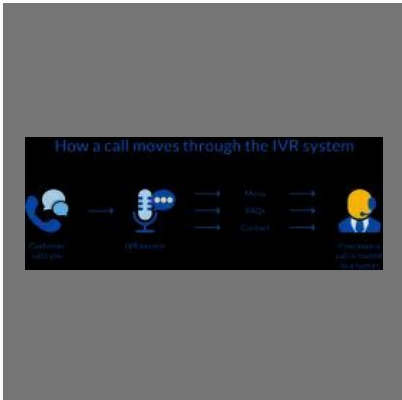 How a call moves through the IVR system
Menu
FAQs
Contact
Customer
calls you
IVR system
If necessary,
call is routed
to a human